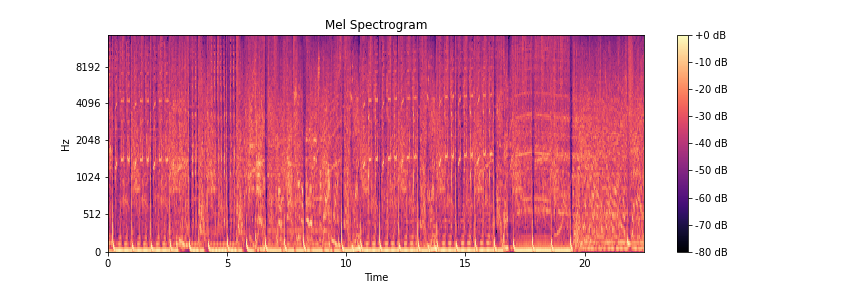 Mel Spectrogram
Hz
8192
4096
2048
1024
512
0
0 5 10 15 20
Time
+0 dB
-10 dB
-20 dB
-30 dB
-40 dB
-50 dB
-60 dB
-70 dB
-80 dB